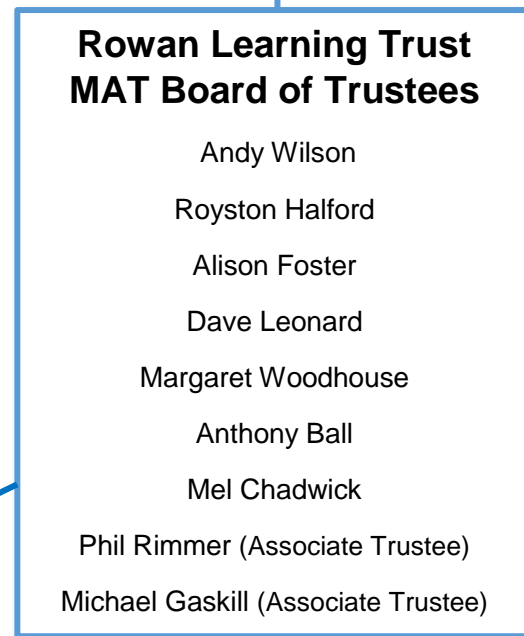 Rowan Learning Trust
MAT Board of Trustees
Andy Wilson
Royston Halford
Alison Foster
Dave Leonard
Margaret Woodhouse
Anthony Ball
Mel Chadwick
Phil Rimmer (Associate Trustee)
Michael Gaskill (Associate Trustee)